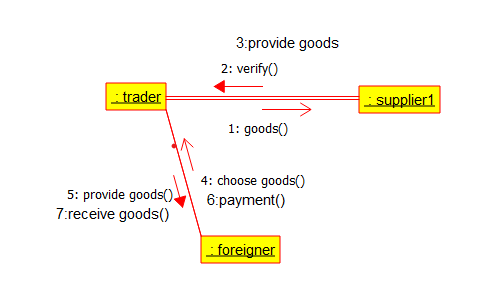 3:provide goods
2: verify()
: trader
: supplier1
1: goods()
4: choose goods()
5: provide goods()
6:payment()
7:receive goods()
: foreigner